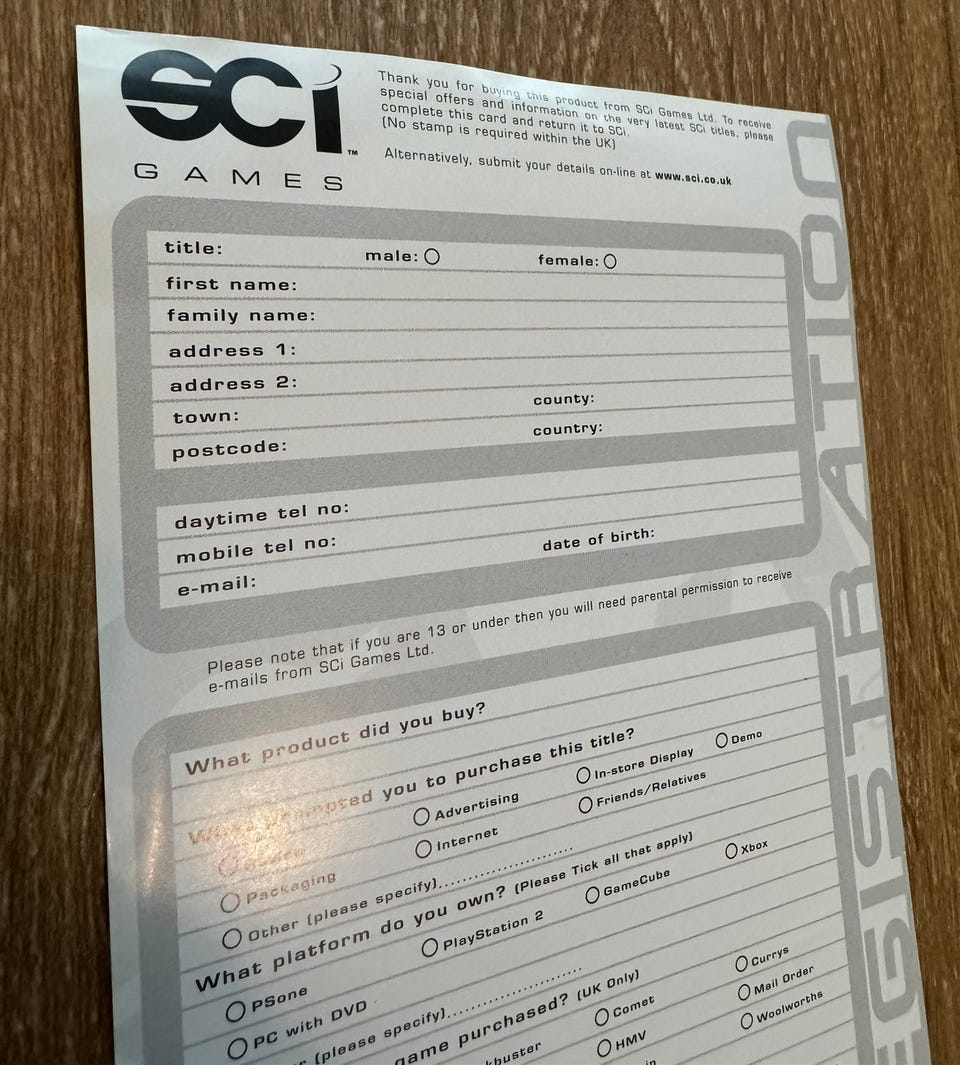 SCi™
GAMES
Thank you for buying this product from SCi Games Ltd. To receive
special offers and information on the very latest SCi titles, please
complete this card and return it to SCi.
(No stamp is required within the UK)
Alternatively, submit your details on-line at www.sci.co.uk
title: male: female:
first name:
family name:
address 1:
address 2:
town: county:
postcode: country:
daytime tel no:
mobile tel no:
e-mail: date of birth:
Please note that if you are 13 or under then you will need parental permission to receive
e-mails from SCi Games Ltd.
What product did you buy?
What prompted you to purchase this title?
Advertising In-store Display Demo
Packaging Internet Friends/Relatives
Other (please specify)..........................
What platform do you own? (Please Tick all that apply)
PSone PlayStation 2 GameCube Xbox
PC with DVD
(please specify)..........................
game purchased? (UK Only)
Comet Currys
HMV Mail Order
Woolworths